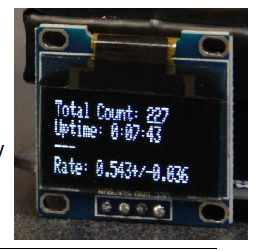 Total Count: 227
Uptime: 0:07:43
---
Rate: 0.543+/-0.036